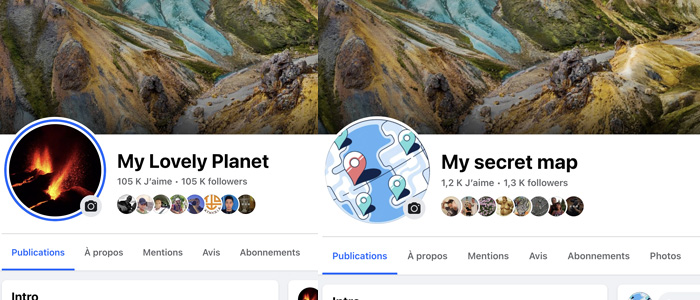 My Lovely Planet
105 K J'aime • 105 K followers
Publications À propos Mentions Avis Abonnements
Intro
My secret map
1,2 K J'aime • 1,3 K followers
Publications À propos Mentions Avis Abonnements Photos
Intro